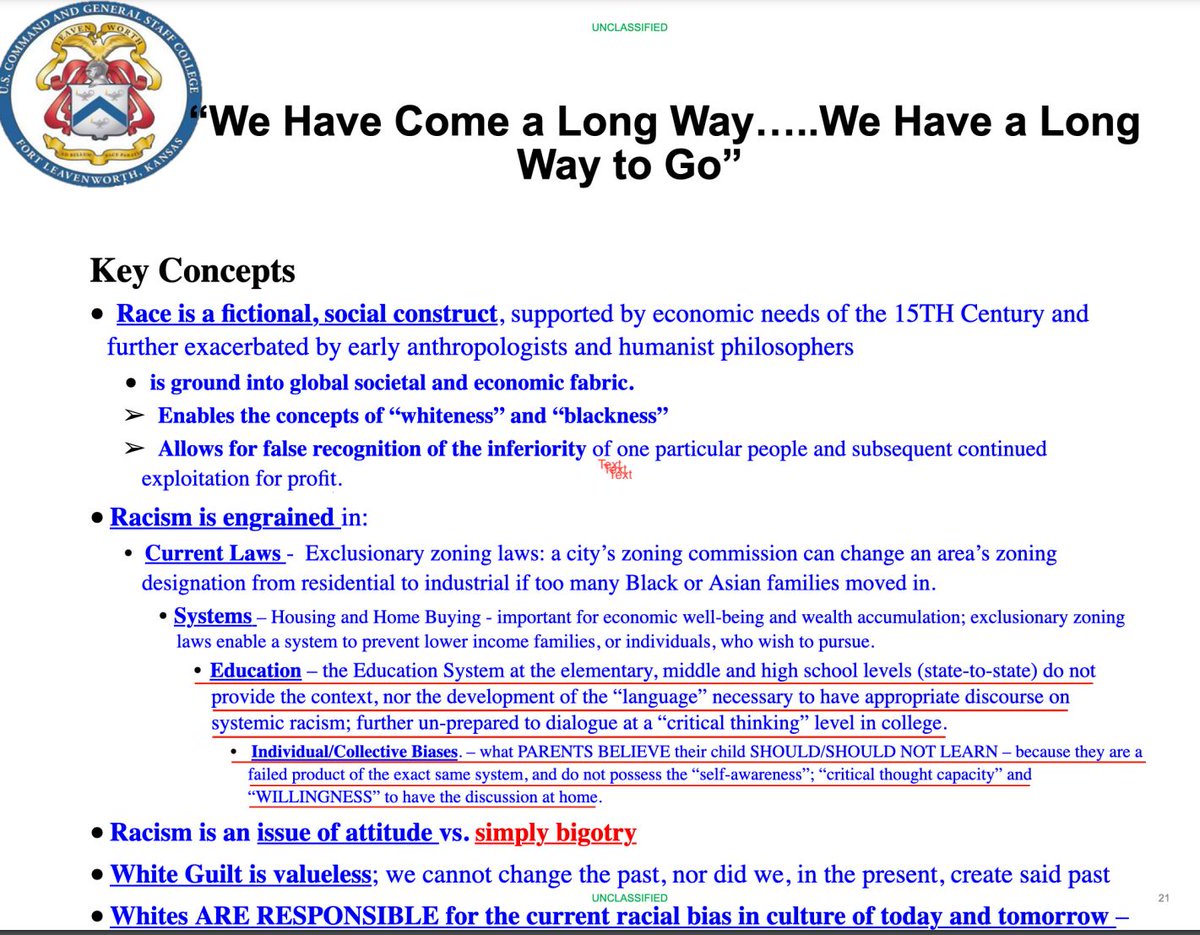 UNCLASSIFIED
U.S. COMMAND AND GENERAL STAFF COLLEGE
LEAVENWORTH
FORT LEAVENWORTH, KANSAS
“We Have Come a Long Way…..We Have a Long
Way to Go”
Key Concepts
• Race is a fictional, social construct, supported by economic needs of the 15TH Century and
further exacerbated by early anthropologists and humanist philosophers
• is ground into global societal and economic fabric.
➢ Enables the concepts of “whiteness” and “blackness”
➢ Allows for false recognition of the inferiority of one particular people and subsequent continued
exploitation for profit.
Text
Text
Text
• Racism is engrained in:
• Current Laws - Exclusionary zoning laws: a city’s zoning commission can change an area’s zoning
designation from residential to industrial if too many Black or Asian families moved in.
• Systems – Housing and Home Buying - important for economic well-being and wealth accumulation; exclusionary zoning
laws enable a system to prevent lower income families, or individuals, who wish to pursue.
• Education – the Education System at the elementary, middle and high school levels (state-to-state) do not
provide the context, nor the development of the “language” necessary to have appropriate discourse on
systemic racism; further un-prepared to dialogue at a “critical thinking” level in college.
• Individual/Collective Biases. – what PARENTS BELIEVE their child SHOULD/SHOULD NOT LEARN – because they are a
failed product of the exact same system, and do not possess the “self-awareness”; “critical thought capacity” and
“WILLINGNESS” to have the discussion at home.
• Racism is an issue of attitude vs. simply bigotry
• White Guilt is valueless; we cannot change the past, nor did we, in the present, create said past
UNCLASSIFIED
21
• Whites ARE RESPONSIBLE for the current racial bias in culture of today and tomorrow –